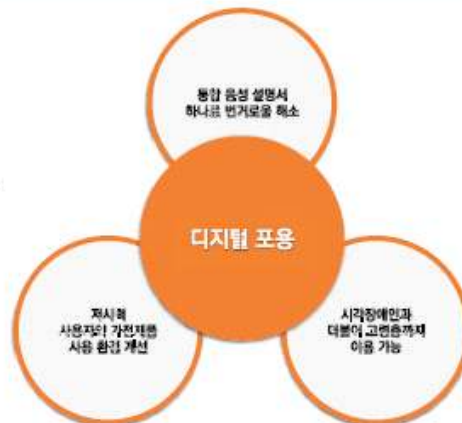 통합 음성 설명서
하나로 번거로움 해소
디지털 포용
저시력
사용자의 가전제품
사용 환경 개선
시각장애인과
더불어 고령층까지
이용 가능